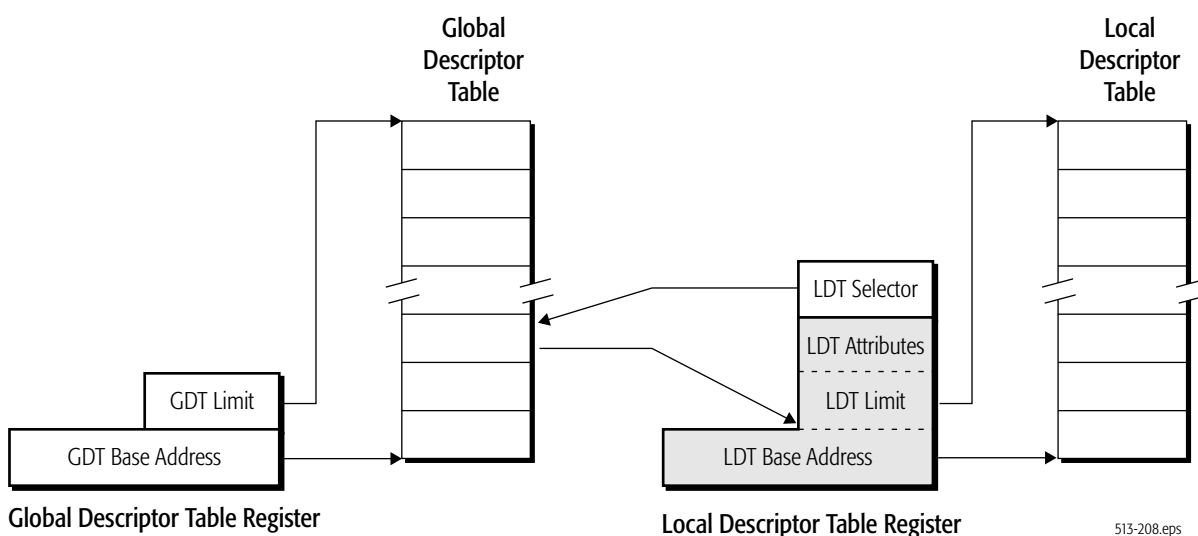 Global
Descriptor
Table
Local
Descriptor
Table
LDT Selector
LDT Attributes
GDT Limit
LDT Limit
GDT Base Address
LDT Base Address
Global Descriptor Table Register
Local Descriptor Table Register
513-208.eps